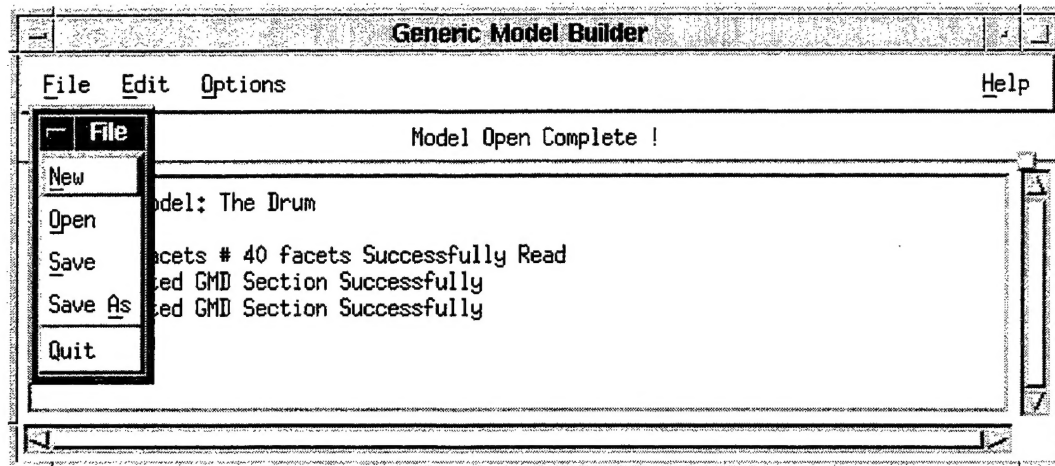 Generic Model Builder
File Edit Options Help
File
Model Open Complete !
New
Open
Save
Save As
Quit
odel: The Drum
acets # 40 facets Successfully Read
ted GMD Section Successfully
ted GMD Section Successfully